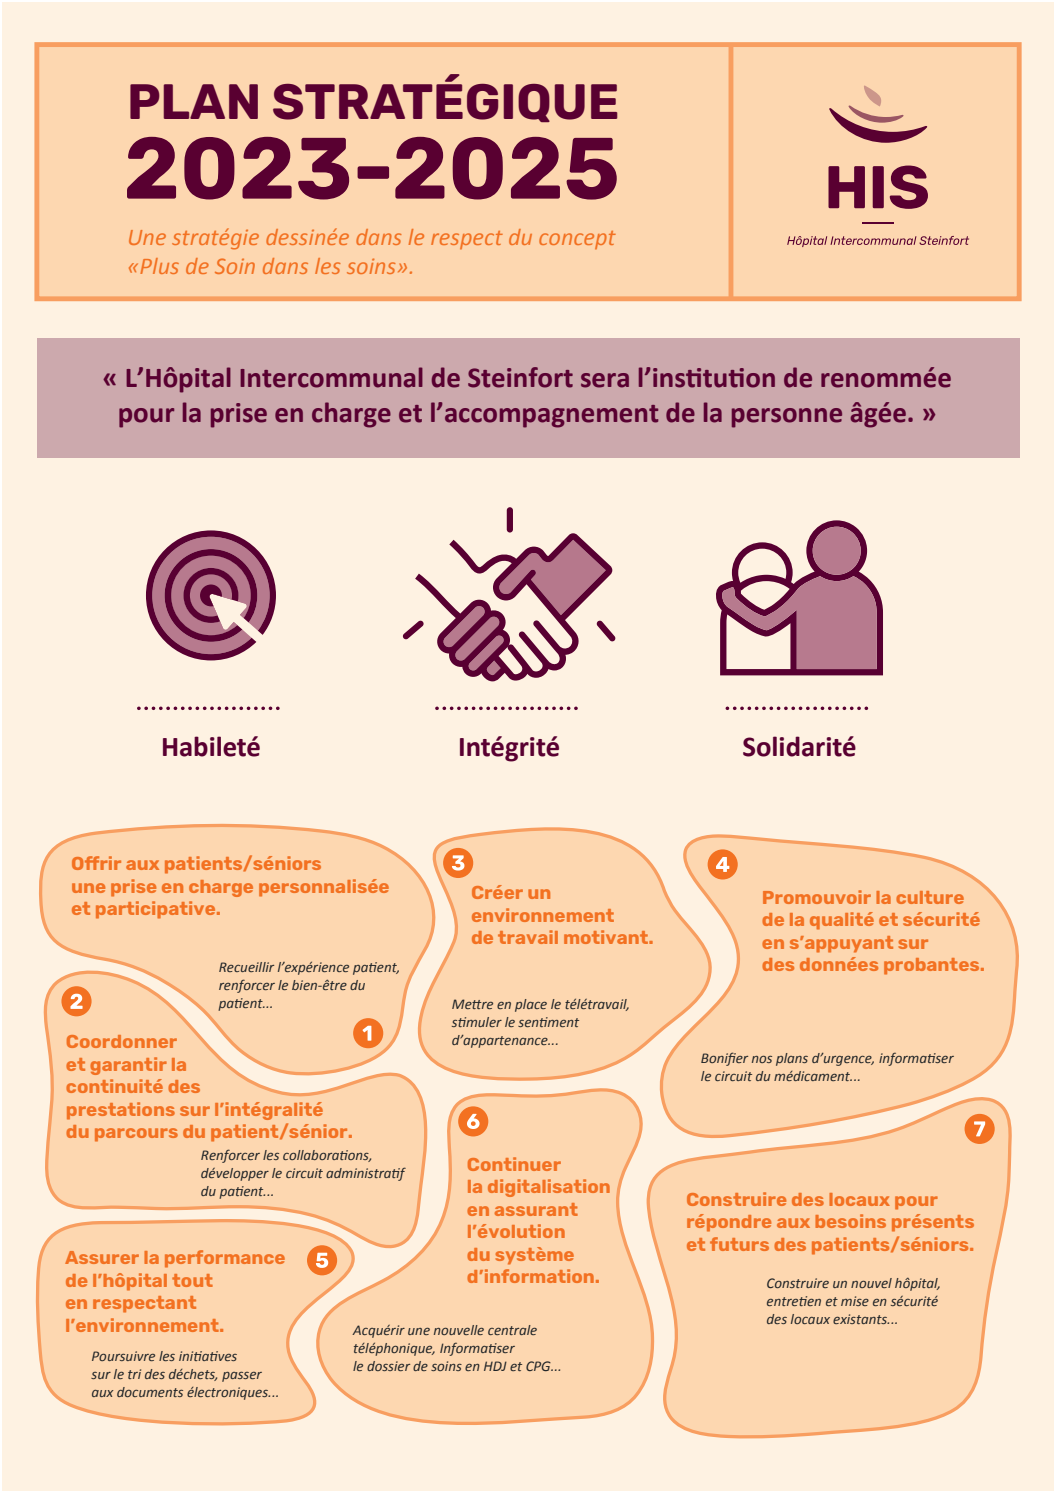 PLAN STRATÉGIQUE
2023-2025
Une stratégie dessinée dans le respect du concept
«Plus de Soin dans les soins».
HIS
Hôpital Intercommunal Steinfort
« L’Hôpital Intercommunal de Steinfort sera l’institution de renommée
pour la prise en charge et l’accompagnement de la personne âgée. »
Habileté
Intégrité
Solidarité
Offrir aux patients/séniors
une prise en charge personnalisée
et participative.
Recueillir l’expérience patient,
renforcer le bien-être du
patient...
1
2
Coordonner
et garantir la
continuité des
prestations sur l’intégralité
du parcours du patient/sénior.
Renforcer les collaborations,
développer le circuit administratif
du patient...
3
Créer un
environnement
de travail motivant.
Mettre en place le télétravail,
stimuler le sentiment
d’appartenance...
4
Promouvoir la culture
de la qualité et sécurité
en s’appuyant sur
des données probantes.
Bonifier nos plans d’urgence, informatiser
le circuit du médicament...
5
Assurer la performance
de l’hôpital tout
en respectant
l’environnement.
Poursuivre les initiatives
sur le tri des déchets, passer
aux documents électroniques...
6
Continuer
la digitalisation
en assurant
l’évolution
du système
d’information.
Acquérir une nouvelle centrale
téléphonique, Informatiser
le dossier de soins en HDJ et CPG...
7
Construire des locaux pour
répondre aux besoins présents
et futurs des patients/séniors.
Construire un nouvel hôpital,
entretien et mise en sécurité
des locaux existants...